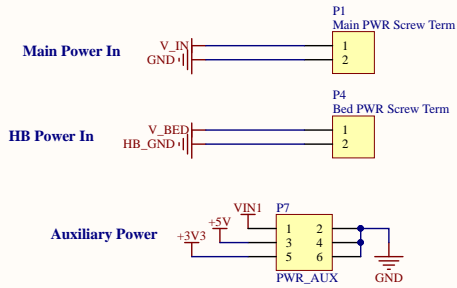 P1
Main PWR Screw Term
Main Power In
V_IN 1
GND 2
P4
Bed PWR Screw Term
HB Power In
V_BED 1
HB_GND 2
VIN1 P7
Auxiliary Power
+5V 1 2
+3V3 3 4
5 6
PWR_AUX GND